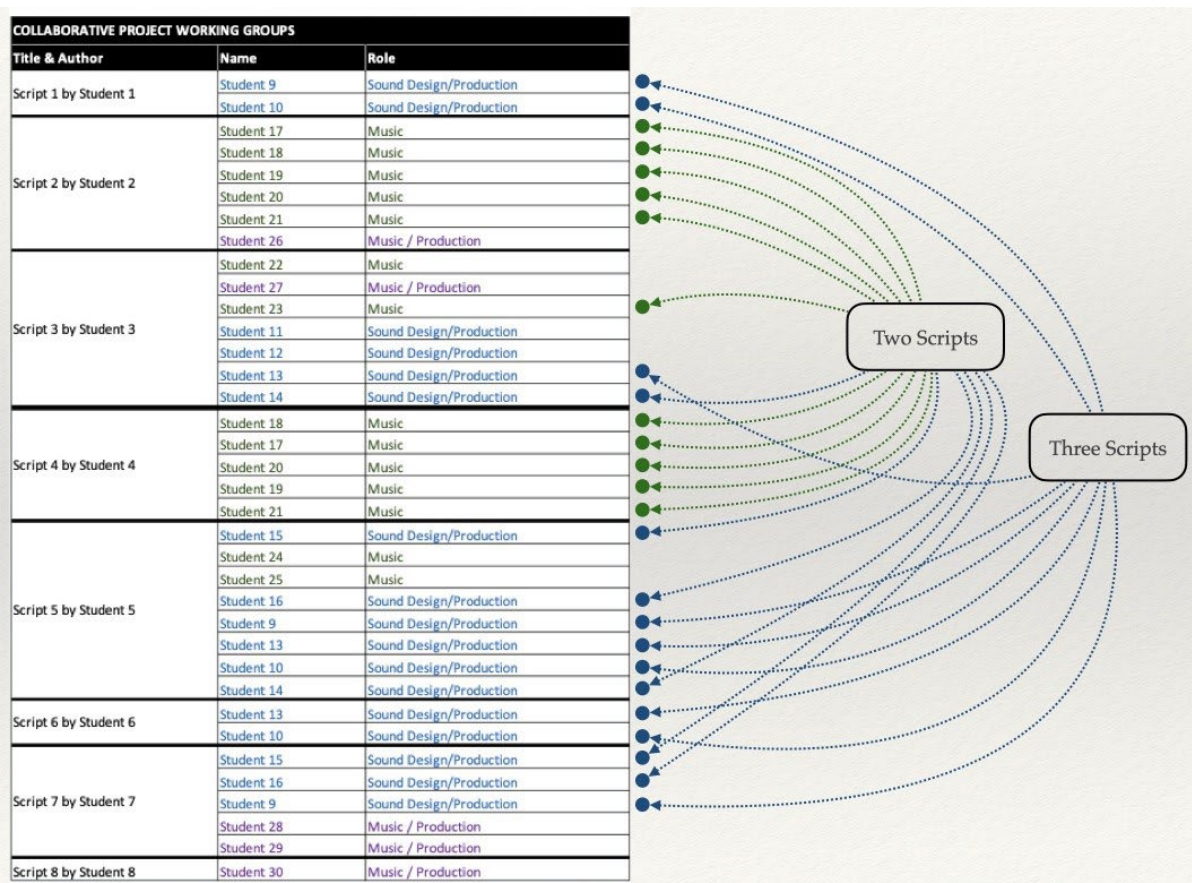 COLLABORATIVE PROJECT WORKING GROUPS
Title & Author Name Role
Script 1 by Student 1
Student 9 Sound Design/Production
Student 10 Sound Design/Production
Script 2 by Student 2
Student 17 Music
Student 18 Music
Student 19 Music
Student 20 Music
Student 21 Music
Student 26 Music / Production
Script 3 by Student 3
Student 22 Music
Student 27 Music / Production
Student 23 Music
Student 11 Sound Design/Production
Student 12 Sound Design/Production
Student 13 Sound Design/Production
Student 14 Sound Design/Production
Script 4 by Student 4
Student 18 Music
Student 17 Music
Student 20 Music
Student 19 Music
Student 21 Music
Script 5 by Student 5
Student 15 Sound Design/Production
Student 24 Music
Student 25 Music
Student 16 Sound Design/Production
Student 9 Sound Design/Production
Student 13 Sound Design/Production
Student 10 Sound Design/Production
Student 14 Sound Design/Production
Script 6 by Student 6
Student 13 Sound Design/Production
Student 10 Sound Design/Production
Script 7 by Student 7
Student 15 Sound Design/Production
Student 16 Sound Design/Production
Student 9 Sound Design/Production
Student 28 Music / Production
Student 29 Music / Production
Script 8 by Student 8
Student 30 Music / Production
Two Scripts
Three Scripts